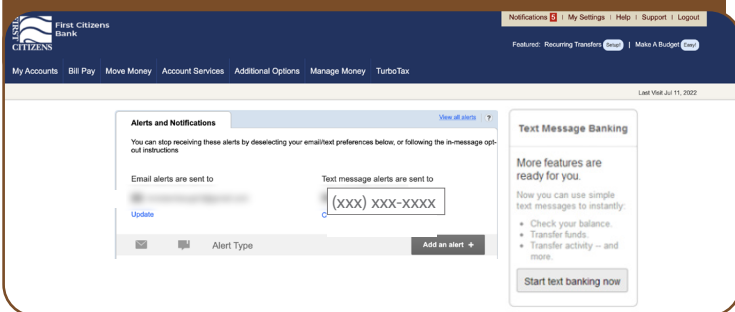 Notifications 5 | My Settings | Help | Support | Logout
First Citizens
Bank
FIRST
CITIZENS
Featured: Recurring Transfers Setup! | Make A Budget Easy!
My Accounts Bill Pay Move Money Account Services Additional Options Manage Money TurboTax
Last Visit Jul 11, 2022
Alerts and Notifications
View all alerts ?
You can stop receiving these alerts by deselecting your email/text preferences below, or following the in-message opt-
out instructions
Email alerts are sent to
Text message alerts are sent to
(xxx) xxx-xxxx
Update
C
Alert Type
Add an alert +
Text Message Banking
More features are
ready for you.
Now you can use simple
text messages to instantly:
• Check your balance.
• Transfer funds.
• Transfer activity -- and
more.
Start text banking now